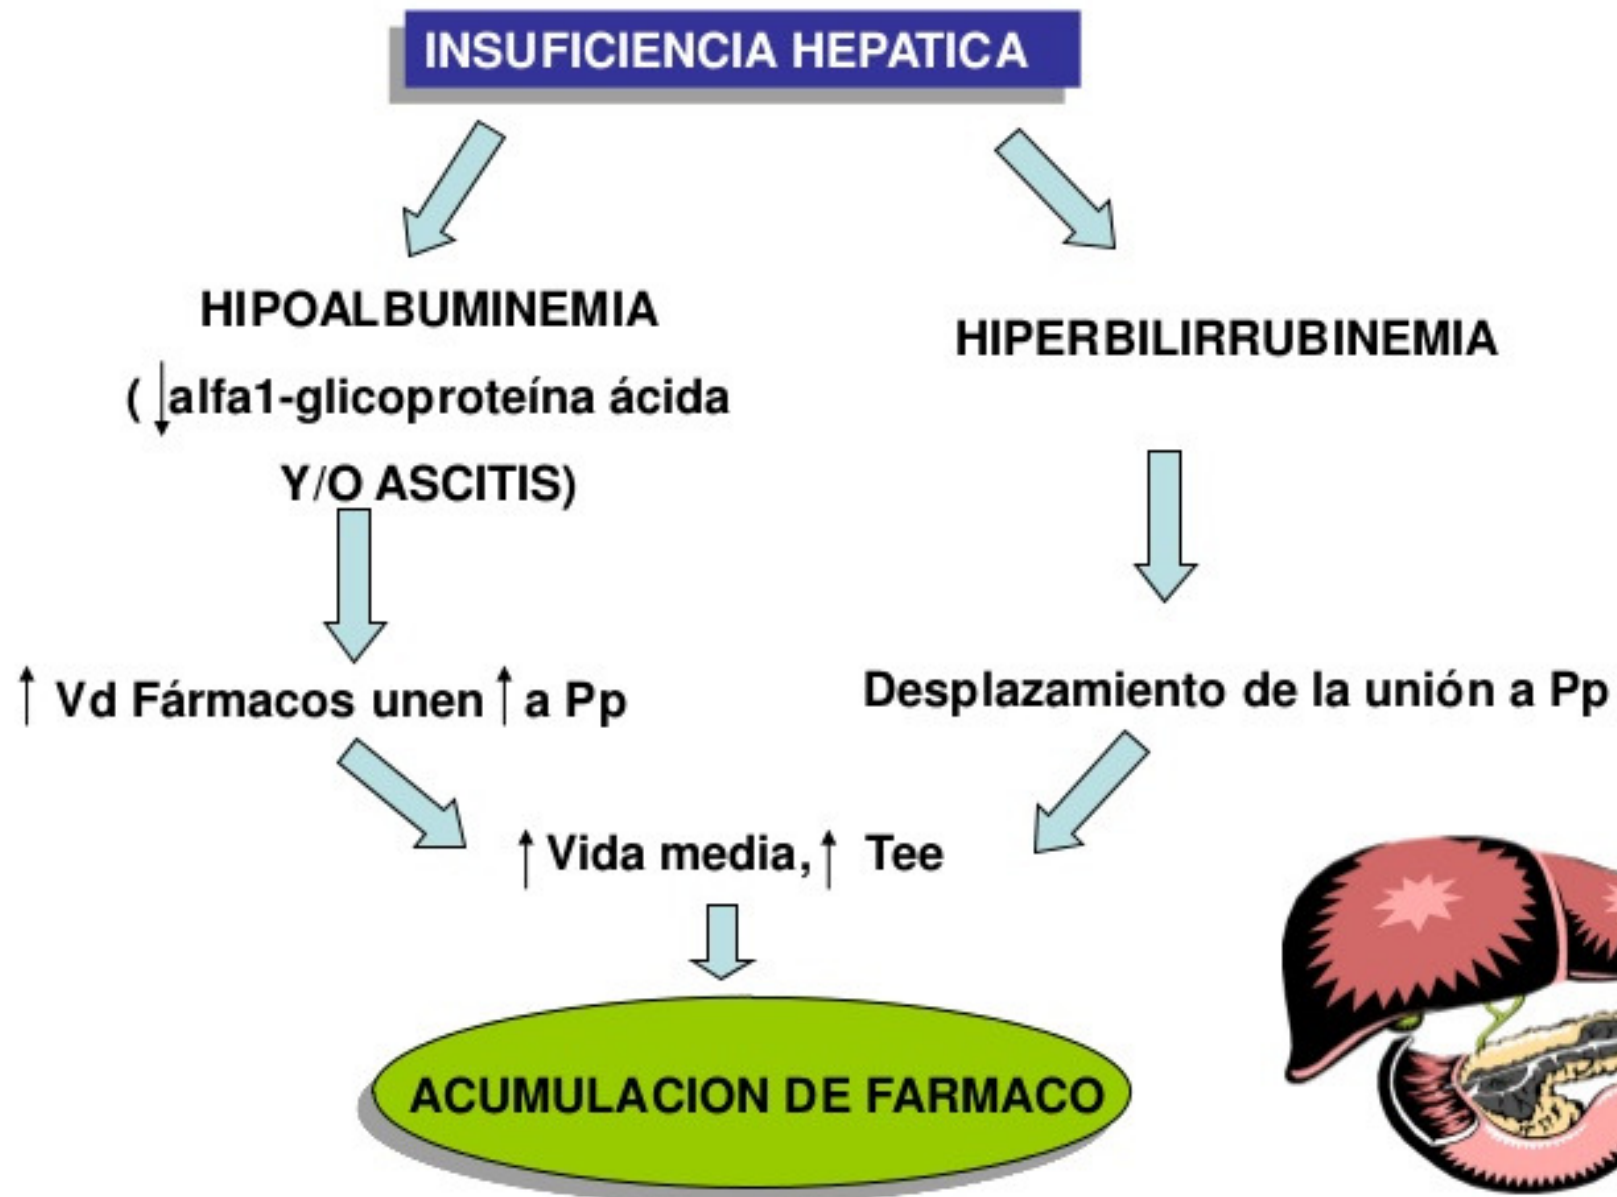 INSUFICIENCIA HEPATICA
HIPOALBUMINEMIA
( ↓alfa1-glicoproteína ácida
Y/O ASCITIS)
HIPERBILIRRUBINEMIA
↑ Vd Fármacos unen ↑ a Pp
Desplazamiento de la unión a Pp
↑ Vida media, ↑ Tee
ACUMULACION DE FARMACO